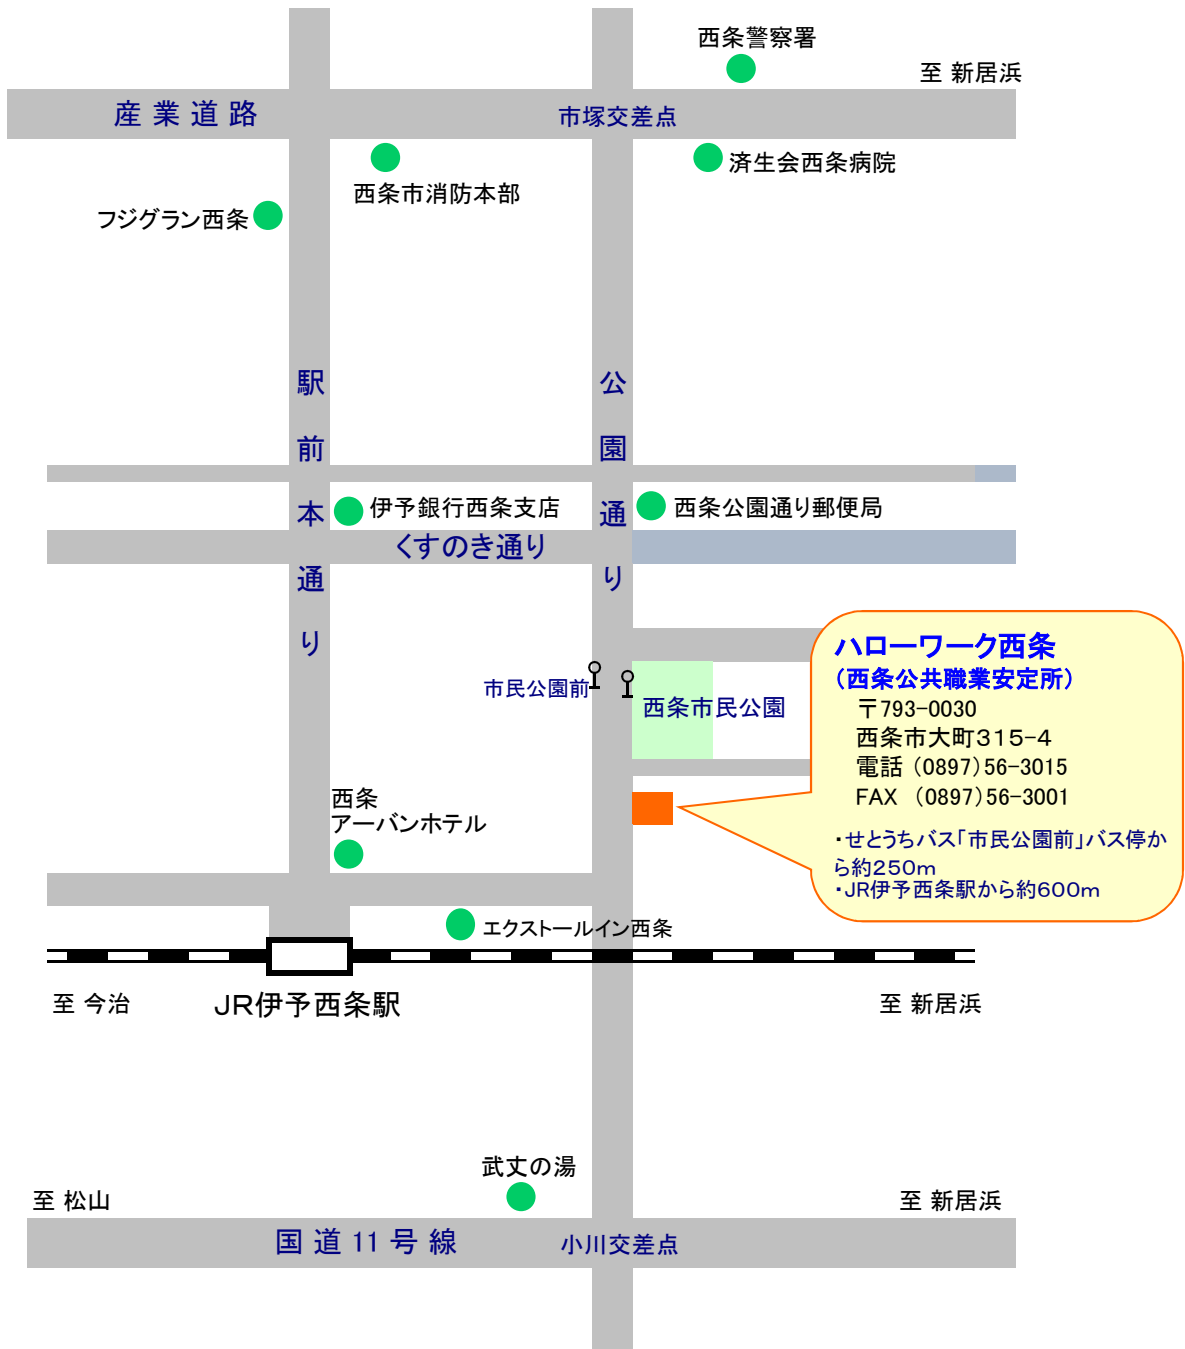 西条警察署
至 新居浜
産 業 道 路
市塚交差点
西条市消防本部
済生会西条病院
フジグラン西条
駅前本通り
公園通り
伊予銀行西条支店
西条公園通り郵便局
くすのき通り
市民公園前
西条市民公園
ハローワーク西条
（西条公共職業安定所）
〒793-0030
西条市大町315-4
電話 (0897)56-3015
FAX (0897)56-3001
・せとうちバス「市民公園前」バス停か
ら約250m
・JR伊予西条駅から約600m
西条
アーバンホテル
エクストールイン西条
至 今治
JR伊予西条駅
至 新居浜
武丈の湯
至 松山
至 新居浜
国 道 11 号 線
小川交差点